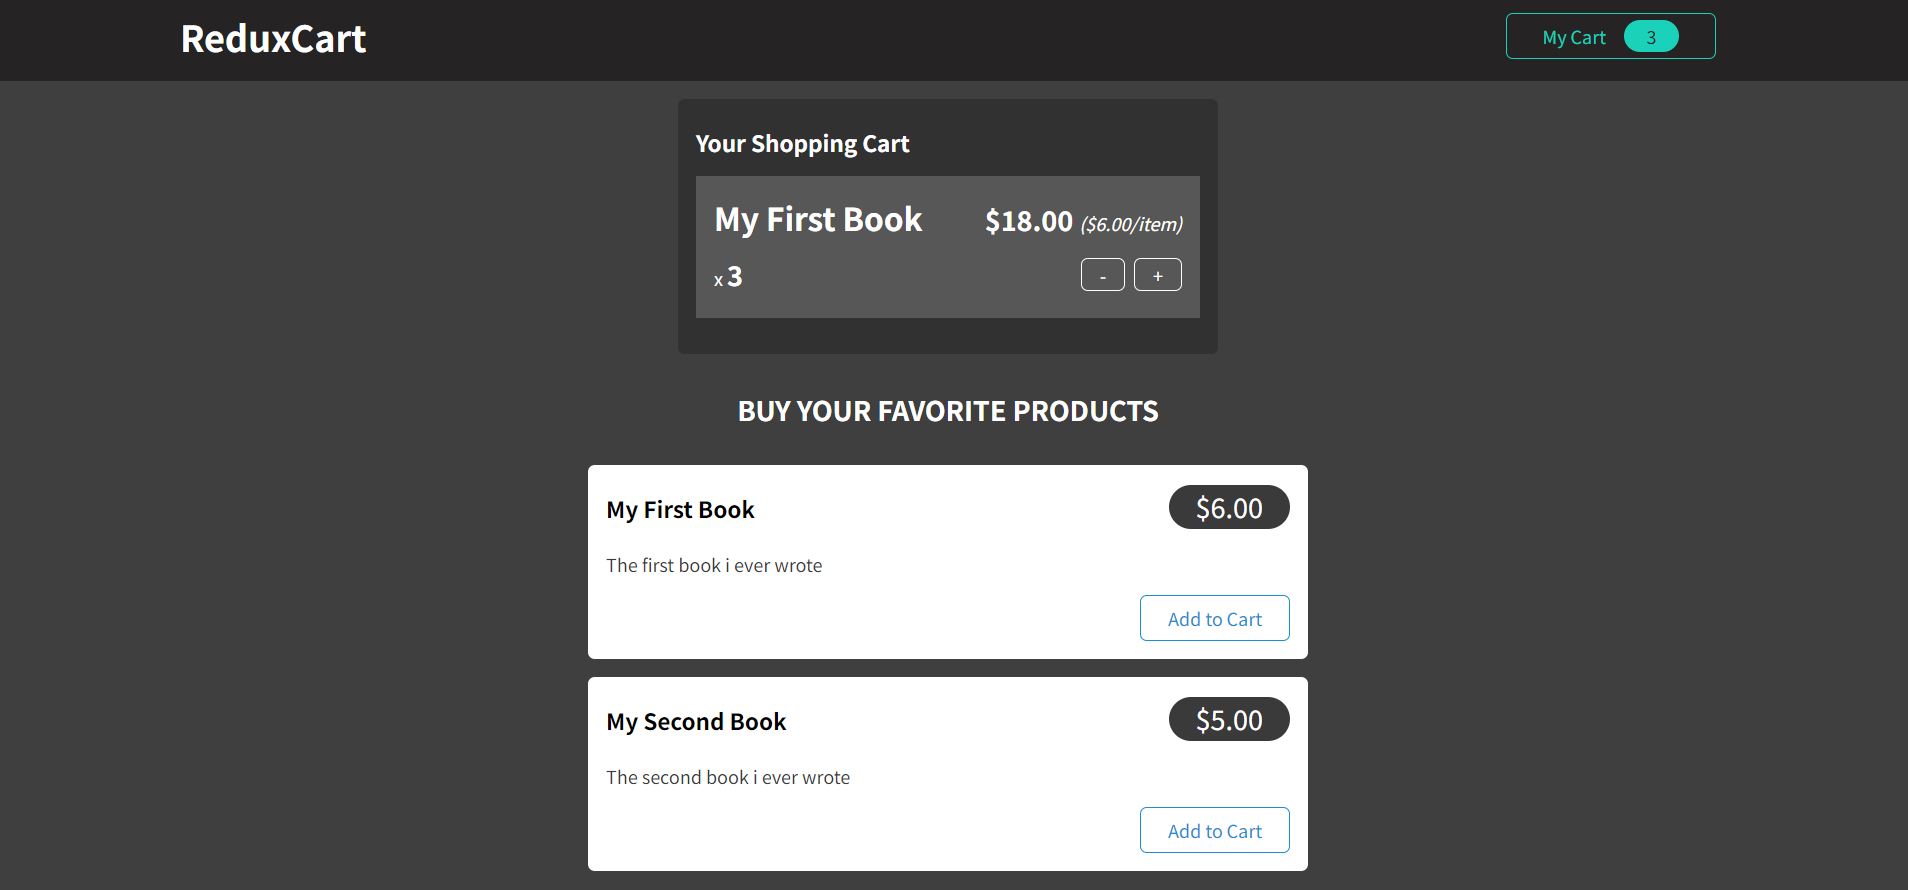 ReduxCart
My Cart 3
Your Shopping Cart
My First Book $18.00 ($6.00/item)
x 3 - +
BUY YOUR FAVORITE PRODUCTS
My First Book $6.00
The first book i ever wrote
Add to Cart
My Second Book $5.00
The second book i ever wrote
Add to Cart